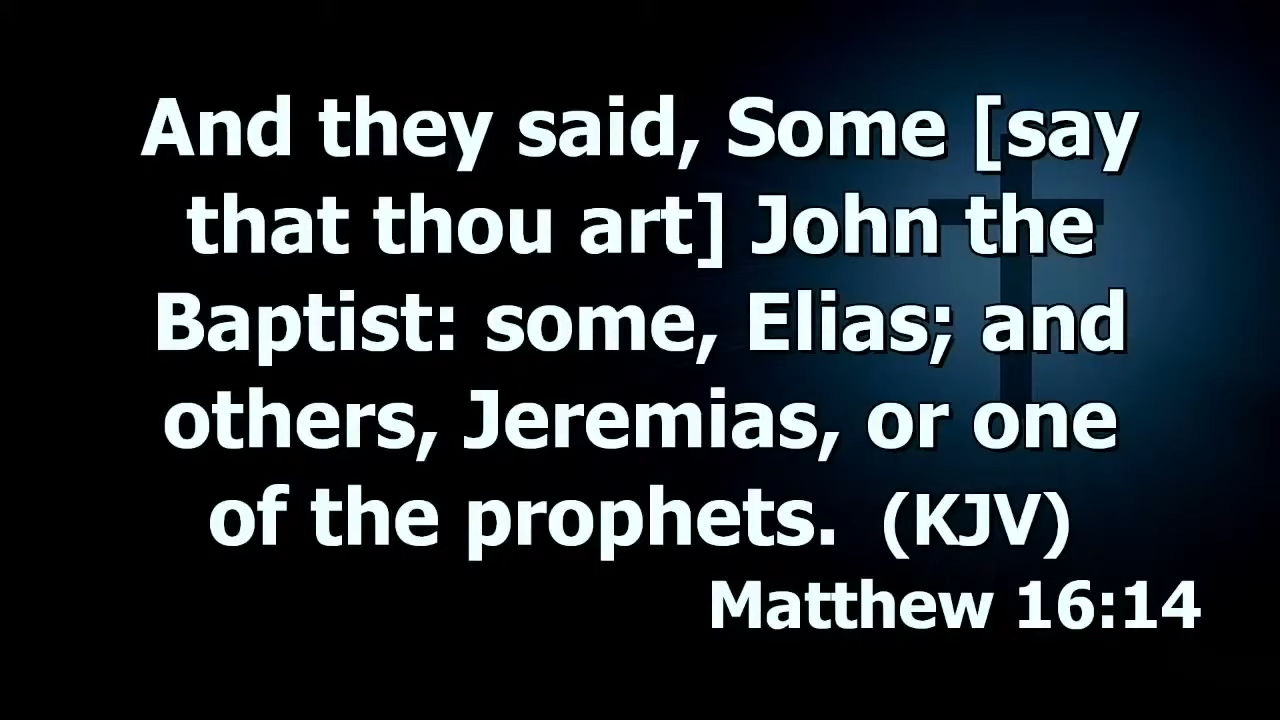 And they said, Some [say
that thou art] John the
Baptist: some, Elias; and
others, Jeremias, or one
of the prophets. (KJV)
Matthew 16:14